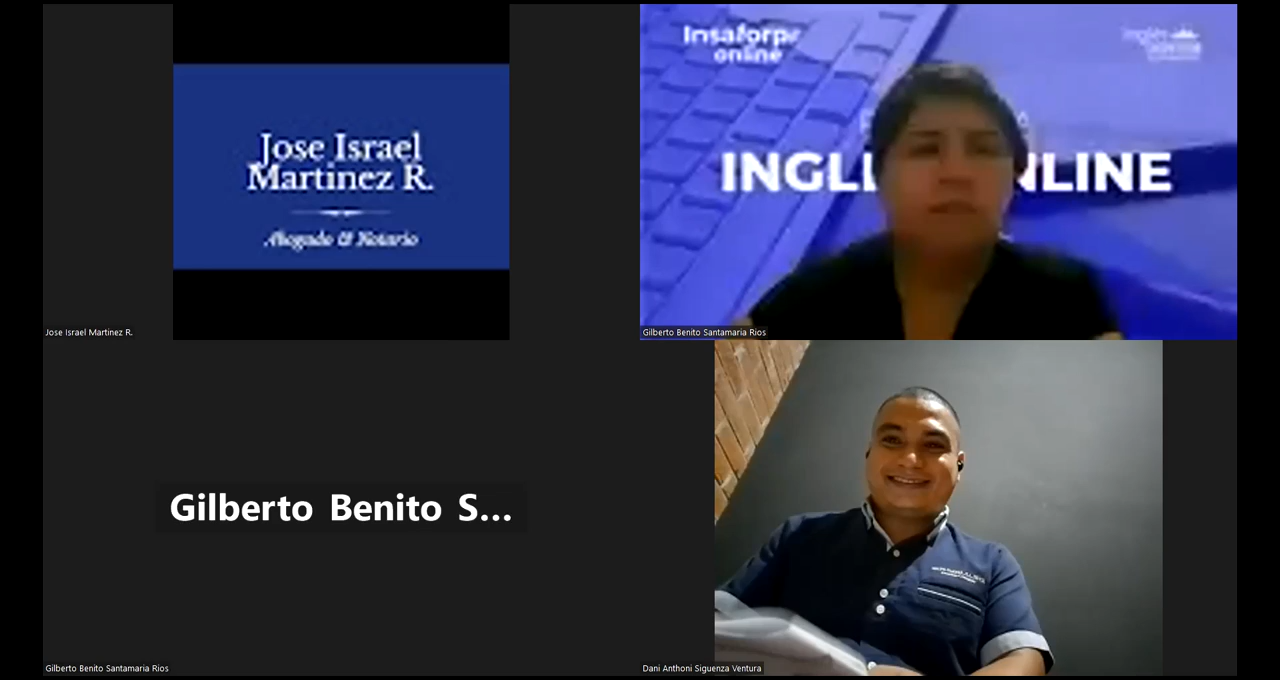 Jose Israel
Martinez R.
Abogado & Notario
Jose Israel Martinez R.
Insaforp
online
inglés
INGL
NLINE
Gilberto Benito Santamaria Rios
Gilberto Benito S...
Gilberto Benito Santamaria Rios
Dani Anthoni Siguenza Ventura